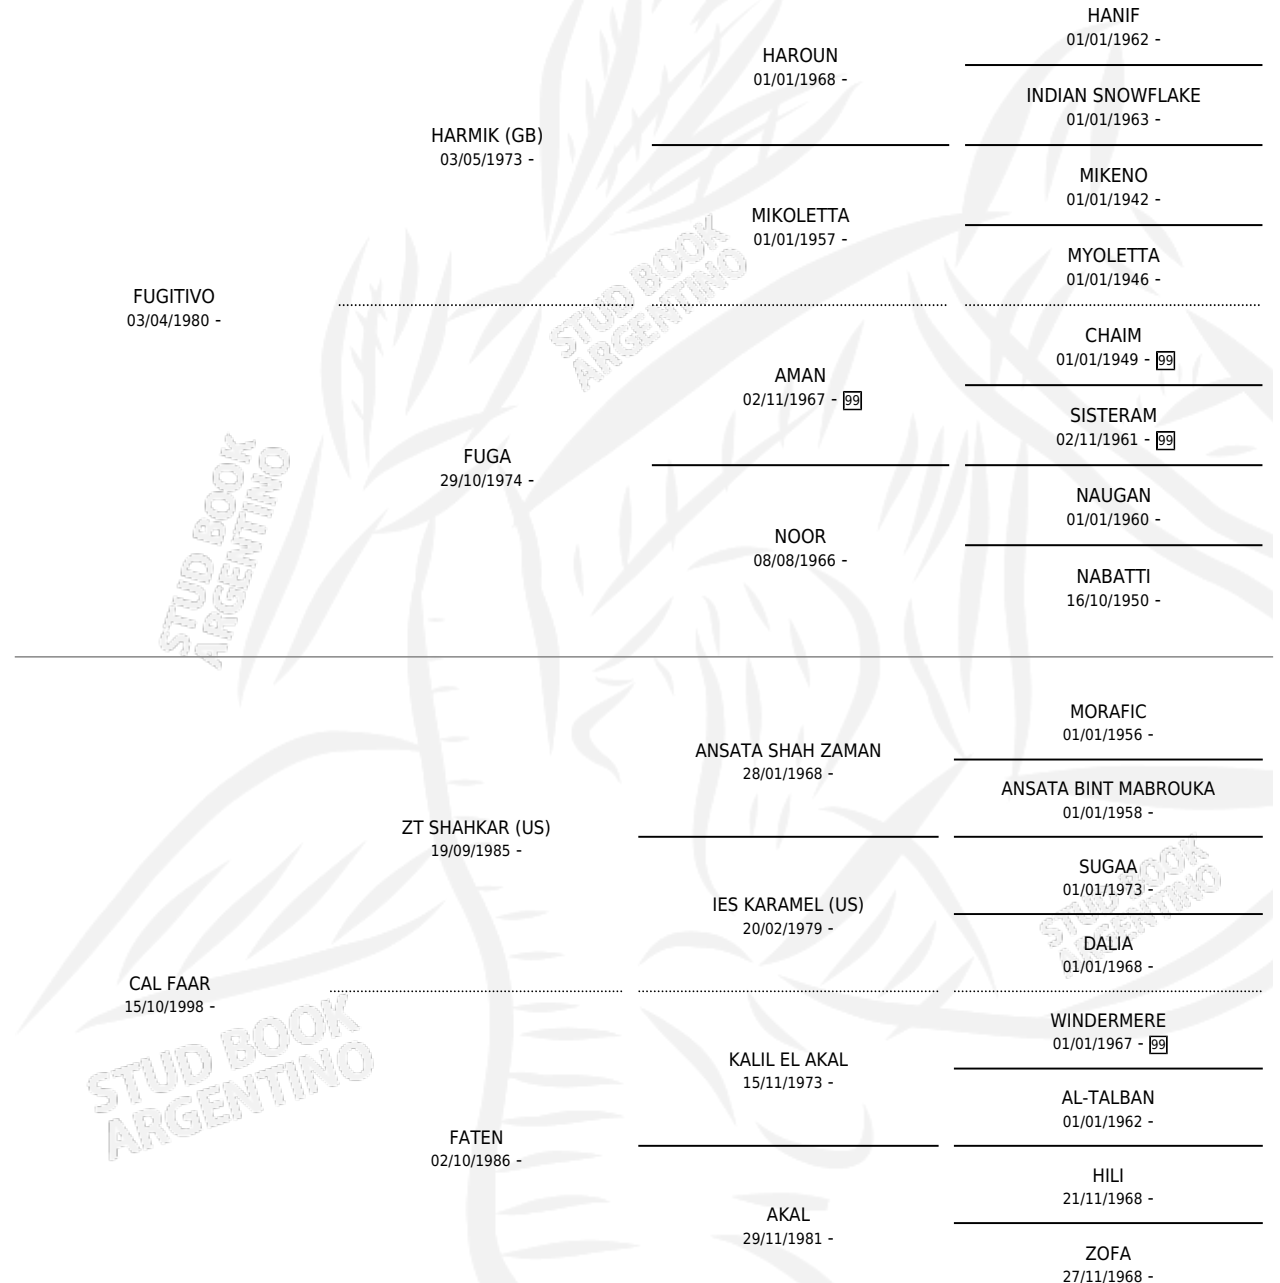 HANIF
01/01/1962 -
HAROUN
01/01/1968 -
INDIAN SNOWFLAKE
01/01/1963 -
HARMIK (GB)
03/05/1973 -
MIKENO
01/01/1942 -
MIKOLETTA
01/01/1957 -
MYOLETTA
01/01/1946 -
FUGITIVO
03/04/1980 -
CHAIM
01/01/1949 - 99
AMAN
02/11/1967 - 99
SISTERAM
02/11/1961 - 99
FUGA
29/10/1974 -
NAUGAN
01/01/1960 -
NOOR
08/08/1966 -
NABATTI
16/10/1950 -
STUD BOOK
ARGENTINO
STUD BOOK
ARGENTINO
MORAFIC
01/01/1956 -
ANSATA SHAH ZAMAN
28/01/1968 -
ANSATA BINT MABROUKA
01/01/1958 -
ZT SHAHKAR (US)
19/09/1985 -
SUGAA
01/01/1973 -
IES KARAMEL (US)
20/02/1979 -
DALIA
01/01/1968 -
CAL FAAR
15/10/1998 -
WINDERMERE
01/01/1967 - 99
KALIL EL AKAL
15/11/1973 -
AL-TALBAN
01/01/1962 -
FATEN
02/10/1986 -
HILI
21/11/1968 -
AKAL
29/11/1981 -
ZOFA
27/11/1968 -
STUD BOOK
ARGENTINO
STUD BOOK
ARGENTINO